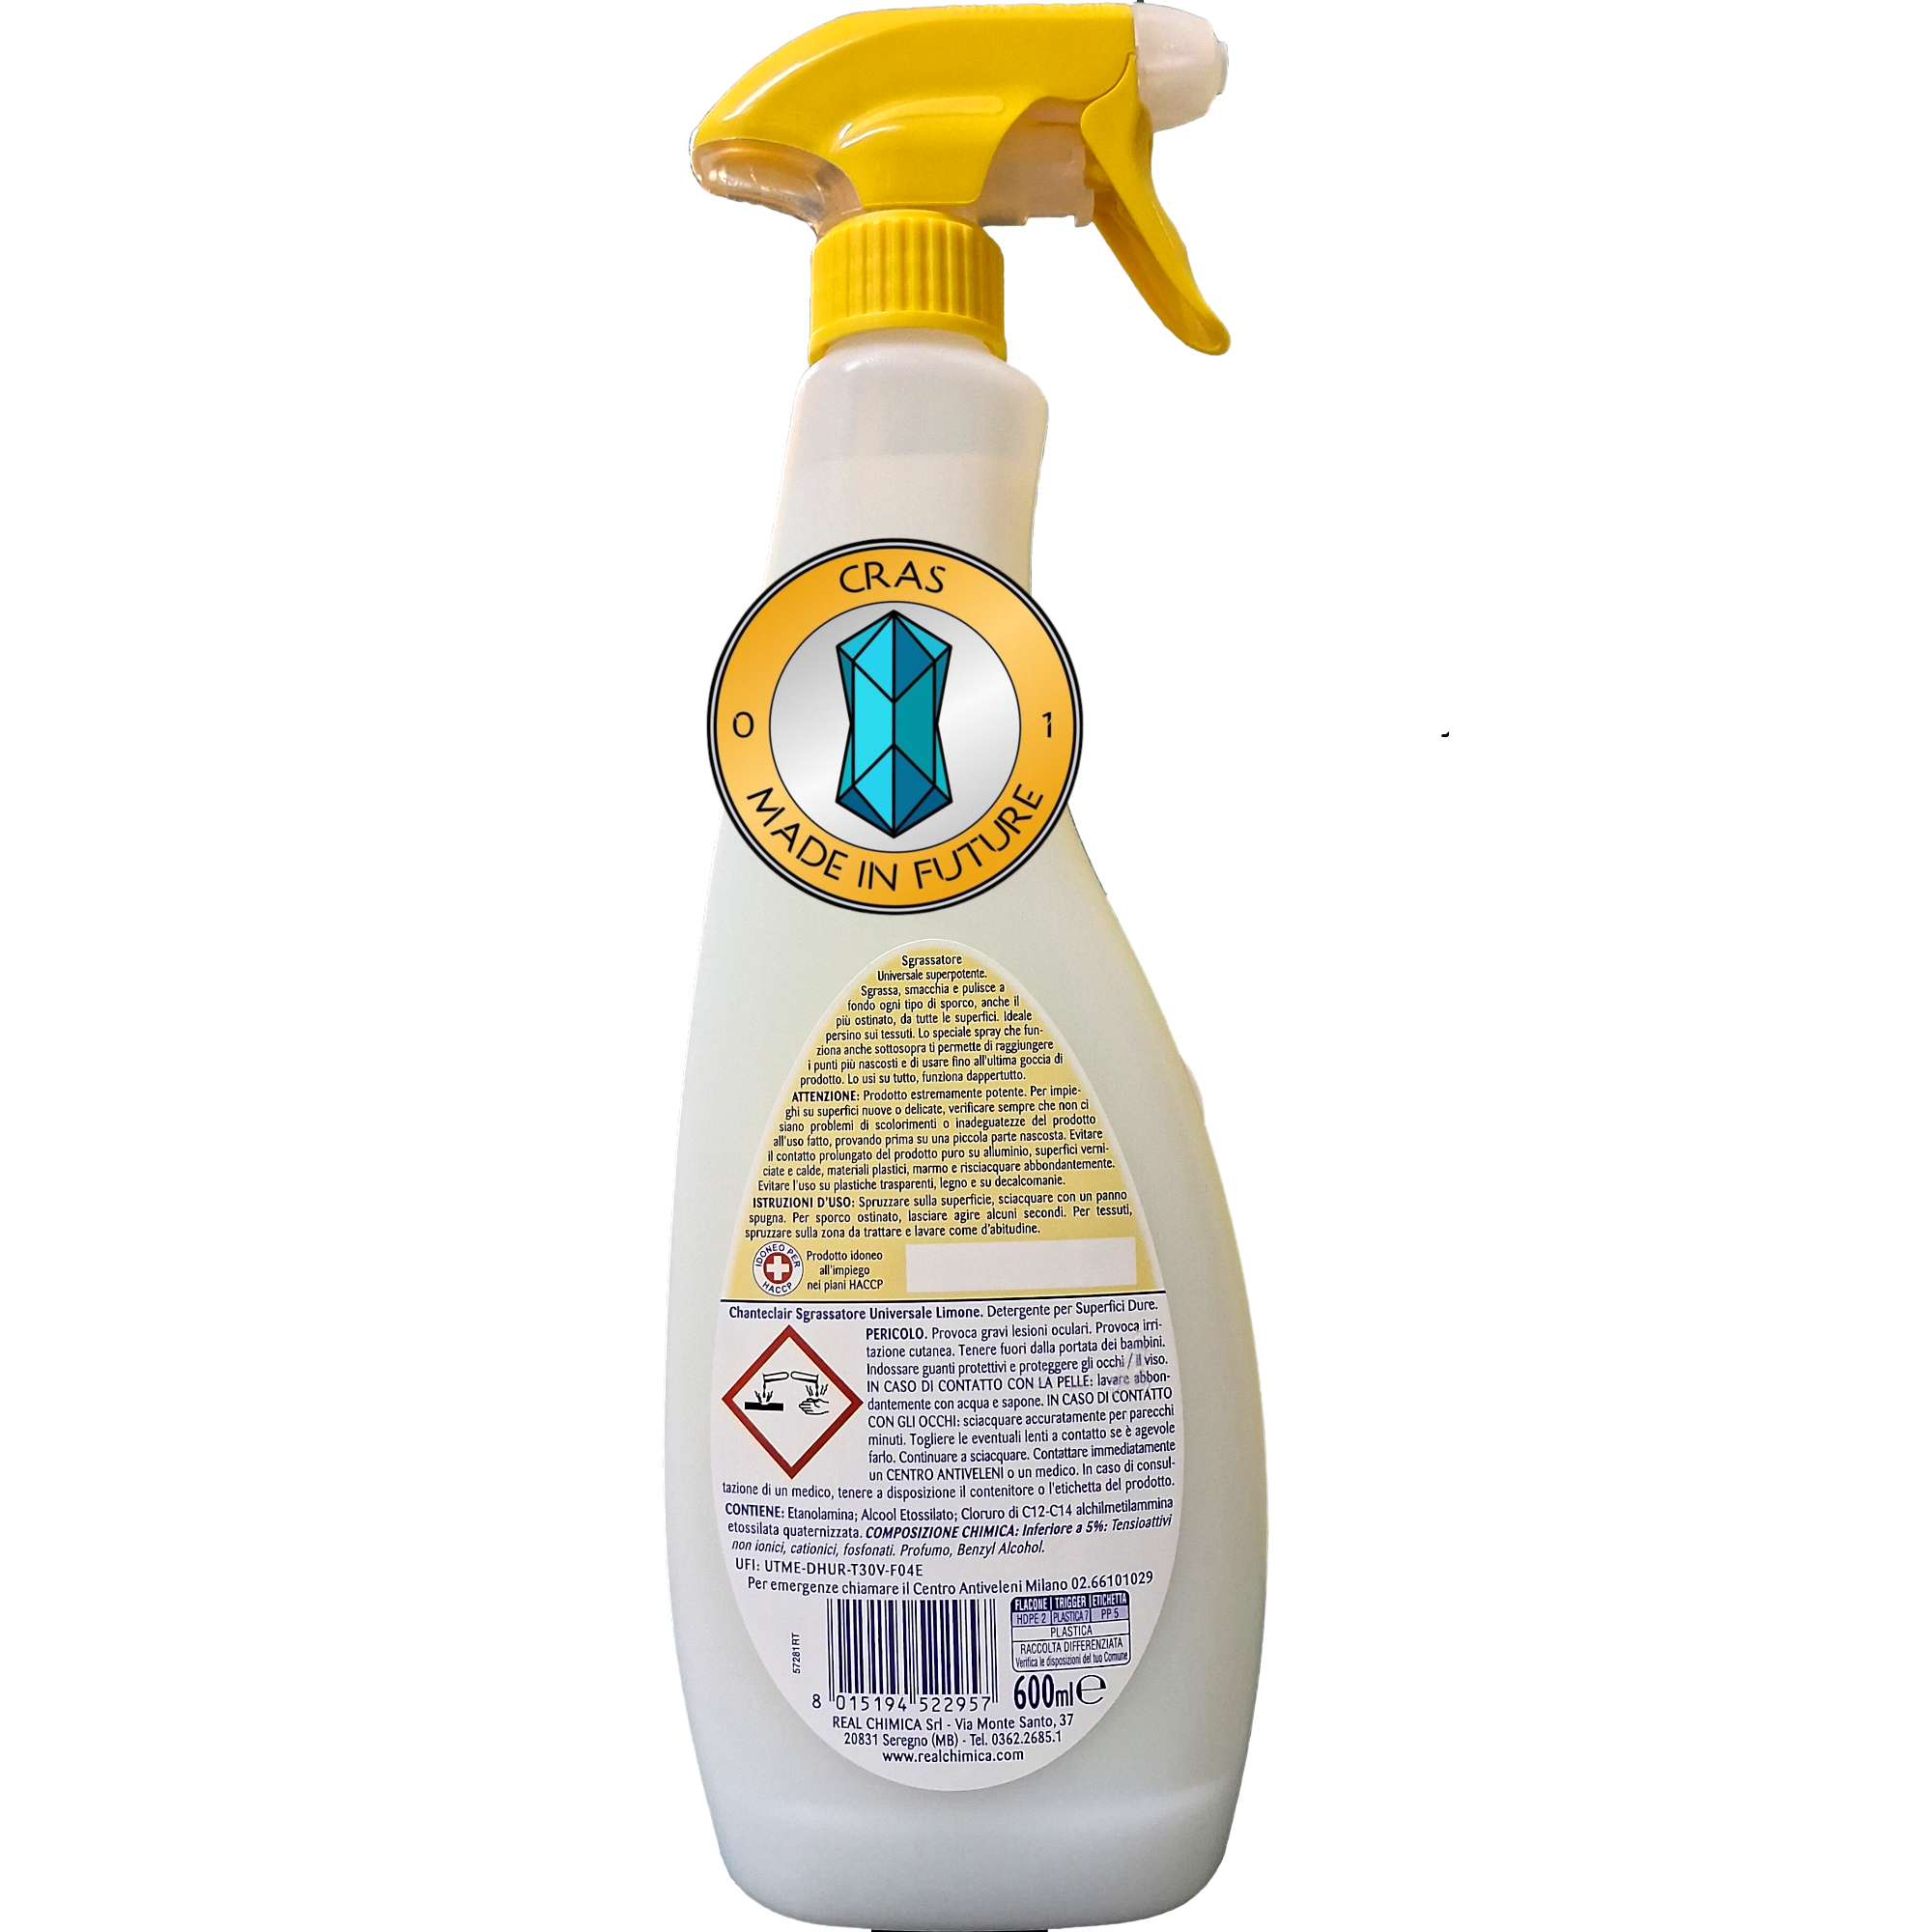 CRAS
0 1
MADE IN FUTURE
Sgrassatore
Universale superpotente.
Sgrassa, smacchia e pulisce a
fondo ogni tipo di sporco, anche il
più ostinato, da tutte le superfici. Ideale
persino sui tessuti. Lo speciale spray che fun-
ziona anche sottosopra ti permette di raggiungere
i punti più nascosti e di usare fino all'ultima goccia di
prodotto. Lo usi su tutto, funziona dappertutto.
ATTENZIONE: Prodotto estremamente potente. Per impie-
ghi su superfici nuove o delicate, verificare sempre che non ci
siano problemi di scolorimenti o inadeguatezze del prodotto
all'uso fatto, provando prima su una piccola parte nascosta. Evitare
il contatto prolungato del prodotto puro su alluminio, superfici verni-
ciate e calde, materiali plastici, marmo e risciacquare abbondantemente.
Evitare l'uso su plastiche trasparenti, legno e su decalcomanie.
ISTRUZIONI D'USO: Spruzzare sulla superficie, sciacquare con un panno
spugna. Per sporco ostinato, lasciare agire alcuni secondi. Per tessuti,
spruzzare sulla zona da trattare e lavare come d'abitudine.
IDONEO PER
HACCP
Prodotto idoneo
all'impiego
nei piani HACCP
Chanteclair Sgrassatore Universale Limone. Detergente per Superfici Dure.
PERICOLO. Provoca gravi lesioni oculari. Provoca irri-
tazione cutanea. Tenere fuori dalla portata dei bambini.
Indossare guanti protettivi e proteggere gli occhi / il viso.
IN CASO DI CONTATTO CON LA PELLE: lavare abbon-
dantemente con acqua e sapone. IN CASO DI CONTATTO
CON GLI OCCHI: sciacquare accuratamente per parecchi
minuti. Togliere le eventuali lenti a contatto se è agevole
farlo. Continuare a sciacquare. Contattare immediatamente
un CENTRO ANTIVELENI o un medico. In caso di consul-
tazione di un medico, tenere a disposizione il contenitore o l'etichetta del prodotto.
CONTIENE: Etanolamina; Alcool Etossilato; Cloruro di C12-C14 alchilmetilammina
etossilata quaternizzata. COMPOSIZIONE CHIMICA: Inferiore a 5%: Tensioattivi
non ionici, cationici, fosfonati. Profumo, Benzyl Alcohol.
UFI: UTME-DHUR-T30V-F04E
Per emergenze chiamare il Centro Antiveleni Milano 02.66101029
FLACONE TRIGGER ETICHETTA
HDPE 2 PLASTICA 7 PP 5
PLASTICA
RACCOLTA DIFFERENZIATA
Verifica le disposizioni del tuo Comune
57281RT
8 015194 522957
600ml e
REAL CHIMICA Srl - Via Monte Santo, 37
20831 Seregno (MB) - Tel. 0362.2685.1
www.realchimica.com